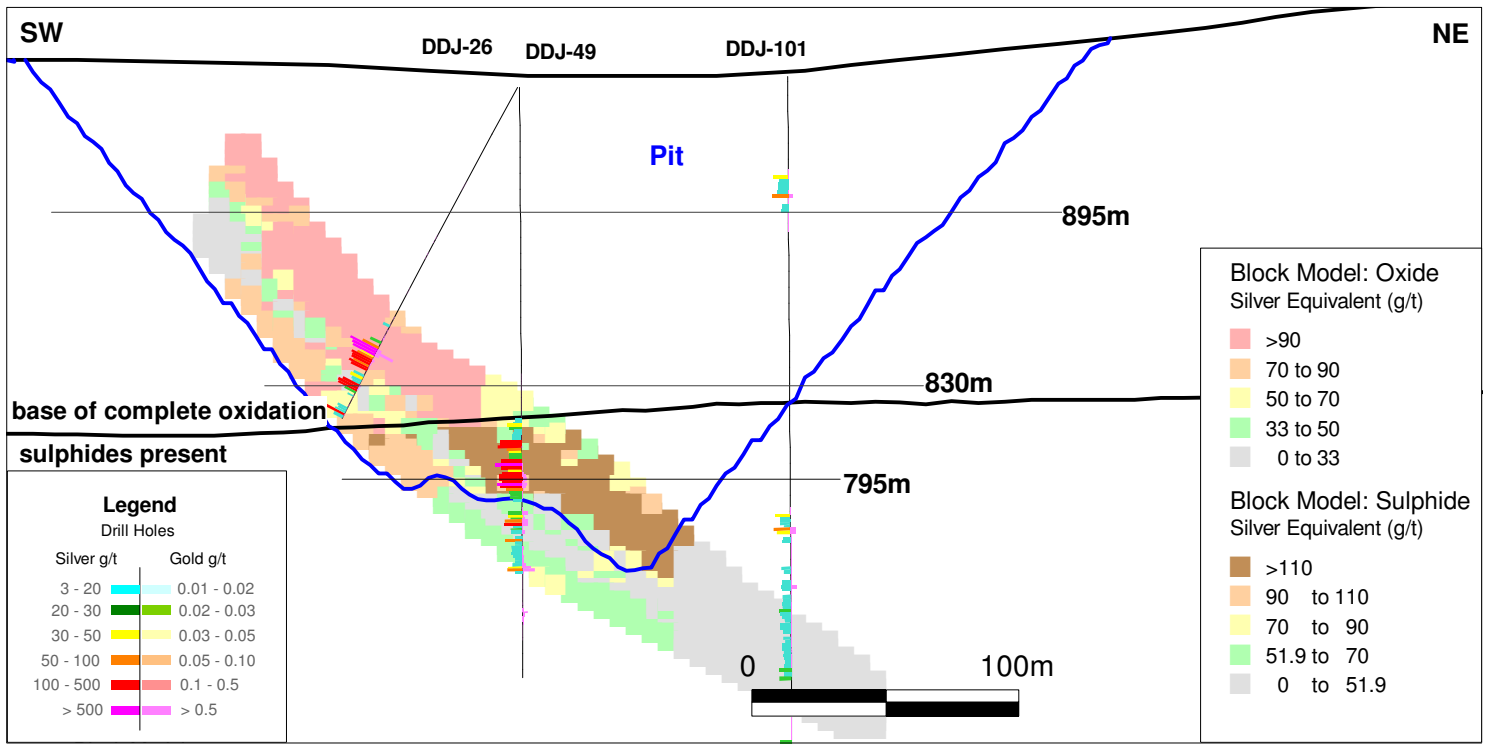 SW
NE
DDJ-26
DDJ-49
DDJ-101
Pit
895m
830m
base of complete oxidation
sulphides present
795m
Legend
Drill Holes
Silver g/t Gold g/t
3 - 20 0.01 - 0.02
20 - 30 0.02 - 0.03
30 - 50 0.03 - 0.05
50 - 100 0.05 - 0.10
100 - 500 0.1 - 0.5
> 500 > 0.5
0 100m
Block Model: Oxide
Silver Equivalent (g/t)
>90
70 to 90
50 to 70
33 to 50
0 to 33
Block Model: Sulphide
Silver Equivalent (g/t)
>110
90 to 110
70 to 90
51.9 to 70
0 to 51.9